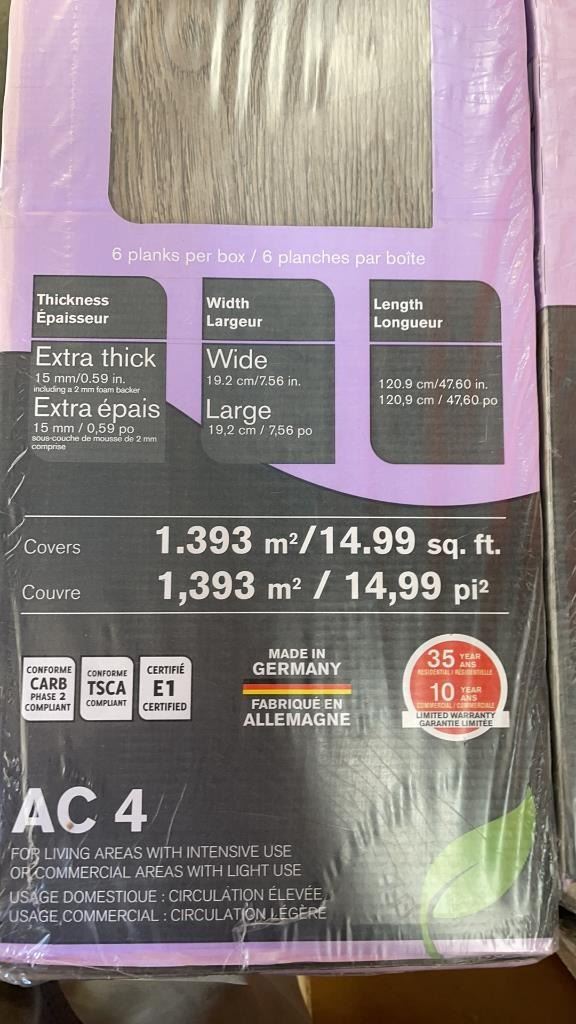 6 planks per box / 6 planches par boîte
Thickness
Épaisseur
Extra thick
15 mm/0.59 in.
including a 2 mm foam backer
Extra épais
15 mm / 0,59 po
sous-couche de mousse de 2 mm
comprise
Width
Largeur
Wide
19.2 cm/7.56 in.
Large
19,2 cm / 7,56 po
Length
Longueur
120.9 cm/47.60 in.
120,9 cm / 47,60 po
Covers 1.393 m²/14.99 sq. ft.
Couvre 1,393 m² / 14,99 pi²
CONFORME
CARB
PHASE 2
COMPLIANT
CONFORME
TSCA
COMPLIANT
CERTIFIÉ
E1
CERTIFIED
MADE IN
GERMANY
FABRIQUÉ EN
ALLEMAGNE
35 YEAR
ANS
RESIDENTIAL / RÉSIDENTIELLE
10 YEAR
ANS
COMMERCIAL / COMMERCIALE
LIMITED WARRANTY
GARANTIE LIMITÉE
AC 4
FOR LIVING AREAS WITH INTENSIVE USE
OR COMMERCIAL AREAS WITH LIGHT USE
USAGE DOMESTIQUE : CIRCULATION ÉLEVÉE
USAGE COMMERCIAL : CIRCULATION LÉGÈRE